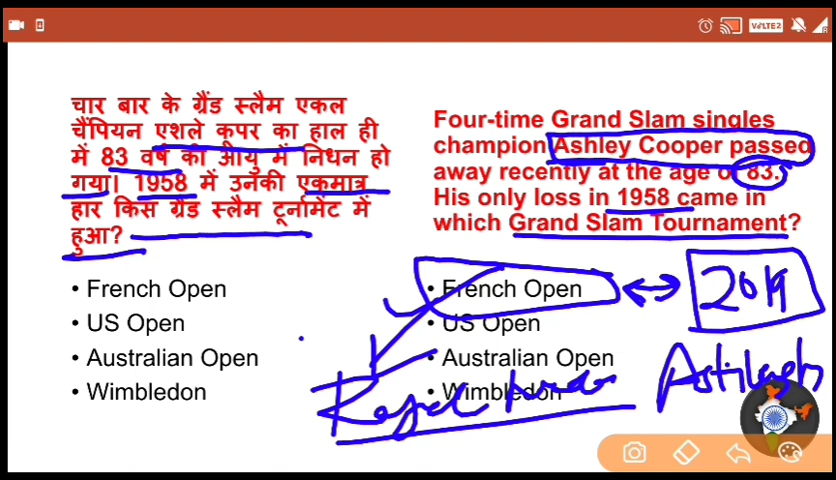 VoLTE2
चार बार के ग्रैंड स्लैम एकल
चैंपियन एशले कूपर का हाल ही
में 83 वर्ष की आयु में निधन हो
गया। 1958 में उनकी एकमात्र
हार किस ग्रैंड स्लैम टूर्नामेंट में
हुआ?
• French Open
• US Open
• Australian Open
• Wimbledon
Four-time Grand Slam singles
champion Ashley Cooper passed
away recently at the age of 83.
His only loss in 1958 came in
which Grand Slam Tournament?
• French Open
• US Open
• Australian Open
• Wimbledon
2019